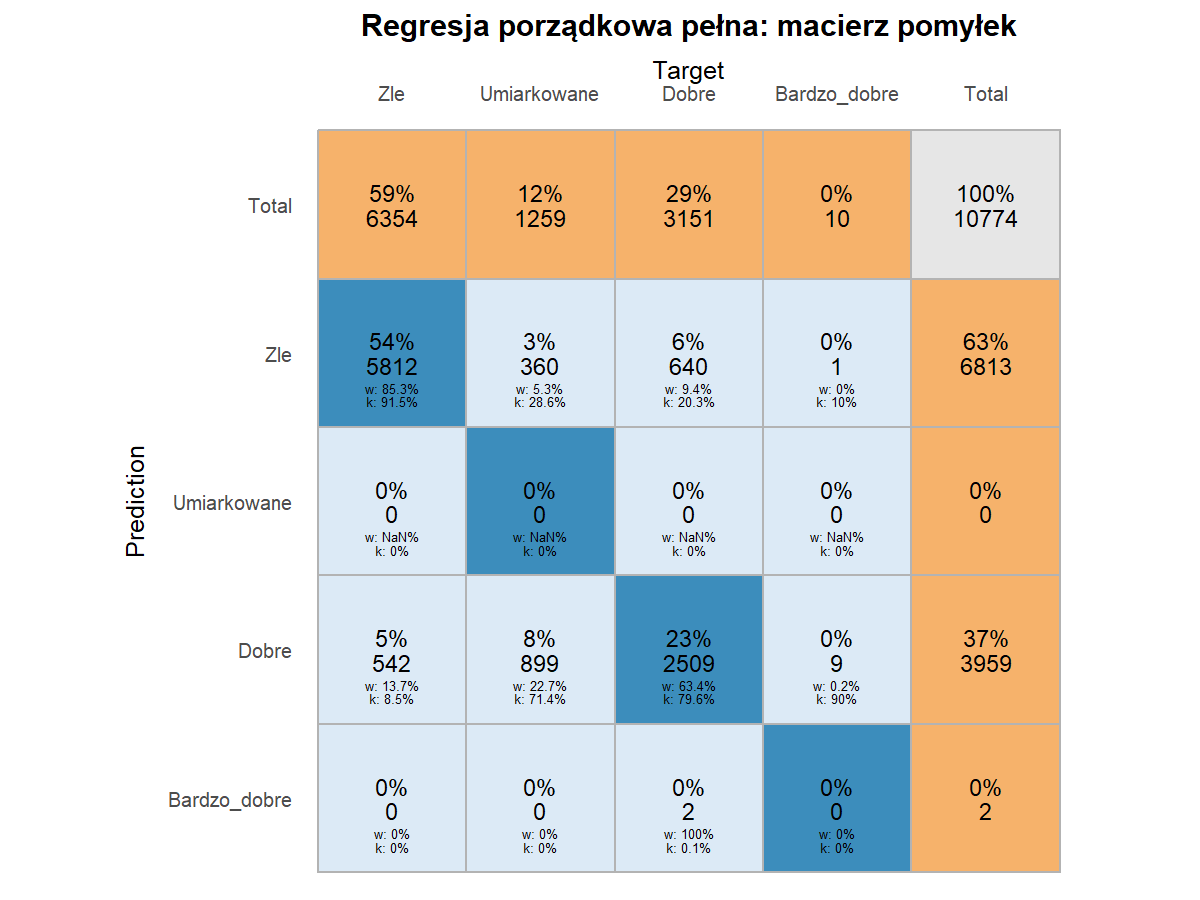 Regresja porządkowa pełna: macierz pomyłek
Target
Zle Umiarkowane Dobre Bardzo_dobre Total
Prediction
Total
59% 12% 29% 0% 100%
6354 1259 3151 10 10774
Zle
54% 3% 6% 0% 63%
5812 360 640 1 6813
w: 85.3% w: 5.3% w: 9.4% w: 0%
k: 91.5% k: 28.6% k: 20.3% k: 10%
Umiarkowane
0% 0% 0% 0% 0%
0 0 0 0 0
w: NaN% w: NaN% w: NaN% w: NaN%
k: 0% k: 0% k: 0% k: 0%
Dobre
5% 8% 23% 0% 37%
542 899 2509 9 3959
w: 13.7% w: 22.7% w: 63.4% w: 0.2%
k: 8.5% k: 71.4% k: 79.6% k: 90%
Bardzo_dobre
0% 0% 0% 0% 0%
0 0 2 0 2
w: 0% w: 0% w: 100% w: 0%
k: 0% k: 0% k: 0.1% k: 0%